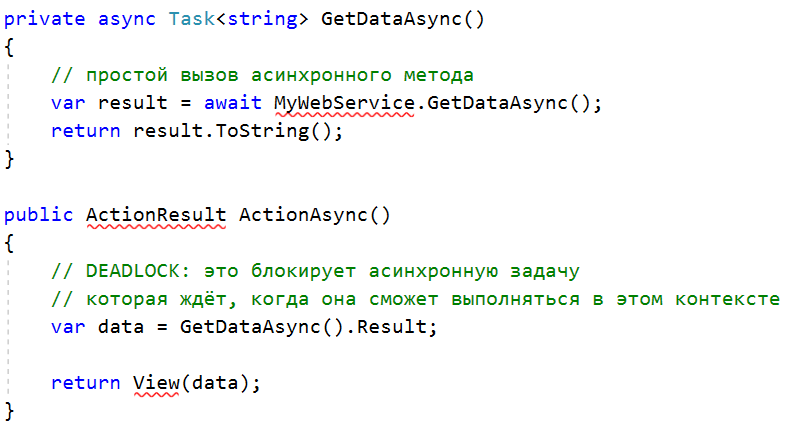 private async Task<string> GetDataAsync()
{
    // простой вызов асинхронного метода
    var result = await MyWebService.GetDataAsync();
    return result.ToString();
}

public ActionResult ActionAsync()
{
    // DEADLOCK: это блокирует асинхронную задачу
    // которая ждёт, когда она сможет выполняться в этом контексте
    var data = GetDataAsync().Result;

    return View(data);
}